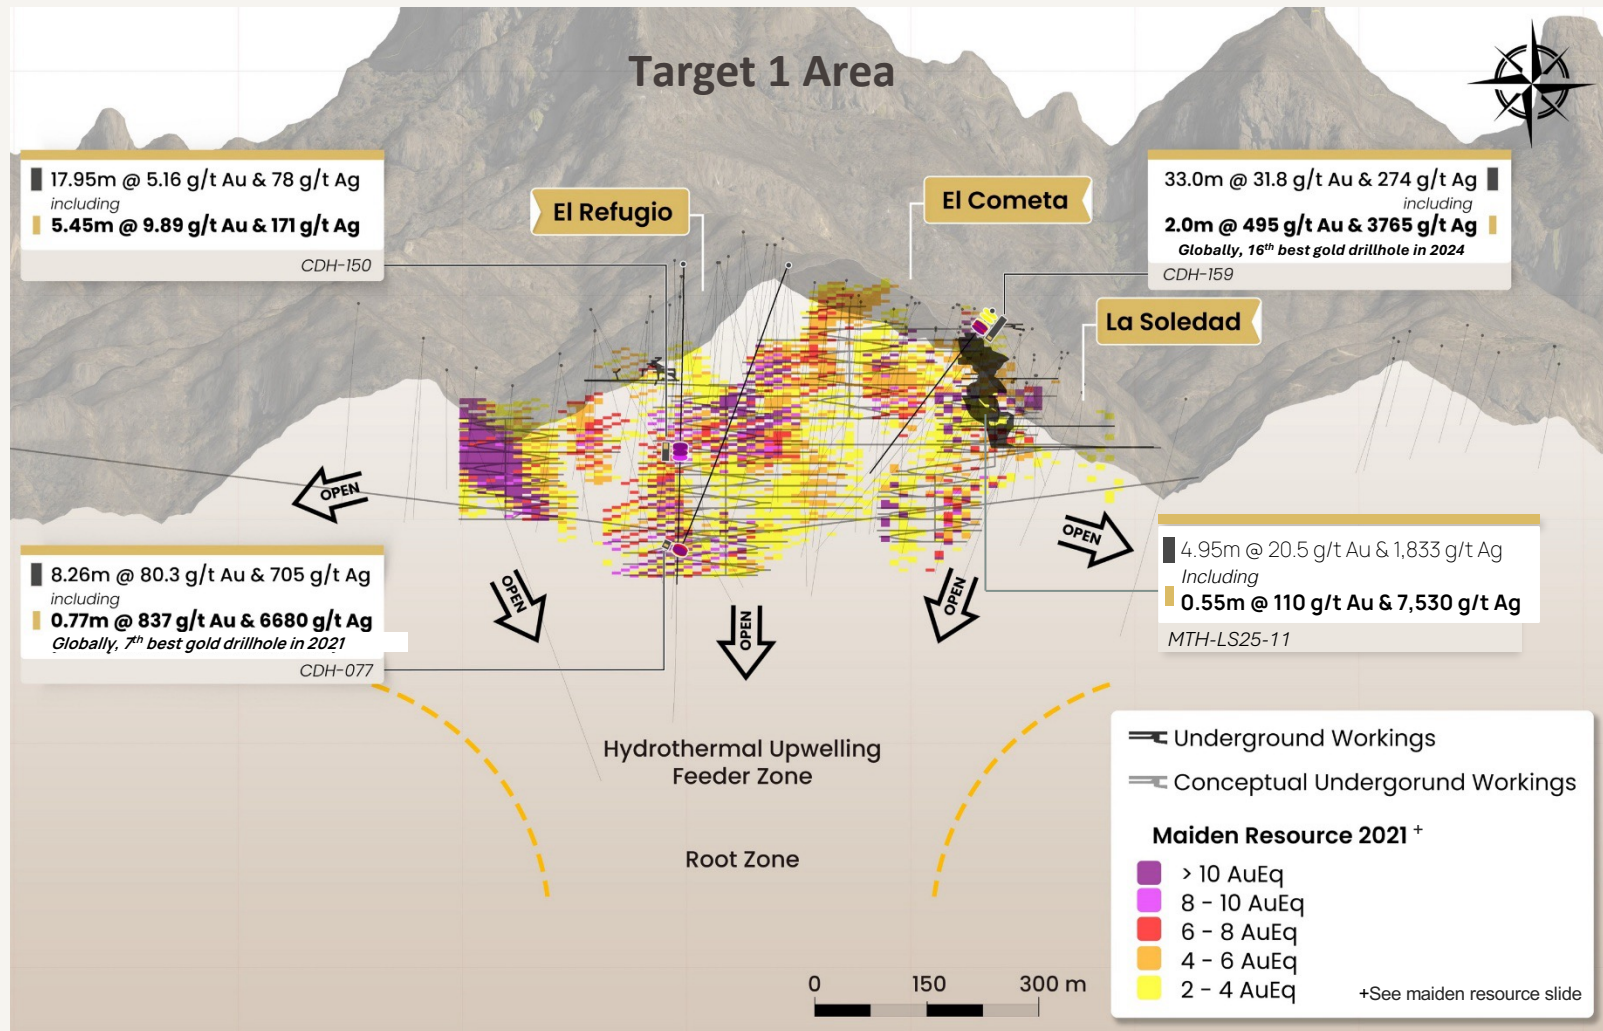 Target 1 Area
17.95m @ 5.16 g/t Au & 78 g/t Ag
including
5.45m @ 9.89 g/t Au & 171 g/t Ag
CDH-150
El Refugio
El Cometa
33.0m @ 31.8 g/t Au & 274 g/t Ag
including
2.0m @ 495 g/t Au & 3765 g/t Ag
Globally, 16th best gold drillhole in 2024
CDH-159
La Soledad
OPEN
OPEN
OPEN
OPEN
OPEN
8.26m @ 80.3 g/t Au & 705 g/t Ag
including
0.77m @ 837 g/t Au & 6680 g/t Ag
Globally, 7th best gold drillhole in 2021
CDH-077
4.95m @ 20.5 g/t Au & 1,833 g/t Ag
Including
0.55m @ 110 g/t Au & 7,530 g/t Ag
MTH-LS25-11
Hydrothermal Upwelling
Feeder Zone
Root Zone
Underground Workings
Conceptual Undergorund Workings
Maiden Resource 2021 +
> 10 AuEq
8 - 10 AuEq
6 - 8 AuEq
4 - 6 AuEq
2 - 4 AuEq
+See maiden resource slide
0 150 300 m